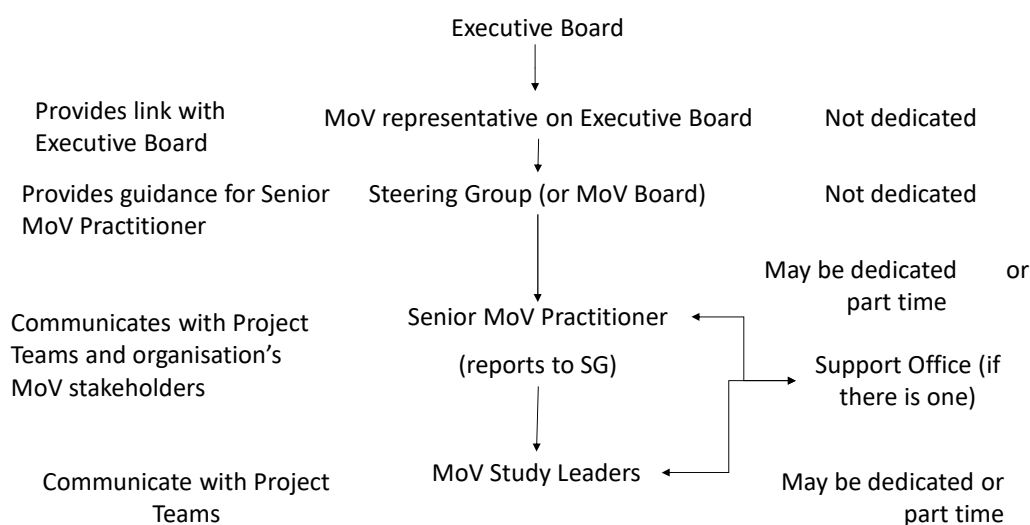 Executive Board
Provides link with
Executive Board
MoV representative on Executive Board
Not dedicated
Provides guidance for Senior
MoV Practitioner
Steering Group (or MoV Board)
Not dedicated
May be dedicated or
part time
Communicates with Project
Teams and organisation’s
MoV stakeholders
Senior MoV Practitioner
(reports to SG)
Support Office (if
there is one)
Communicate with Project
Teams
MoV Study Leaders
May be dedicated or
part time